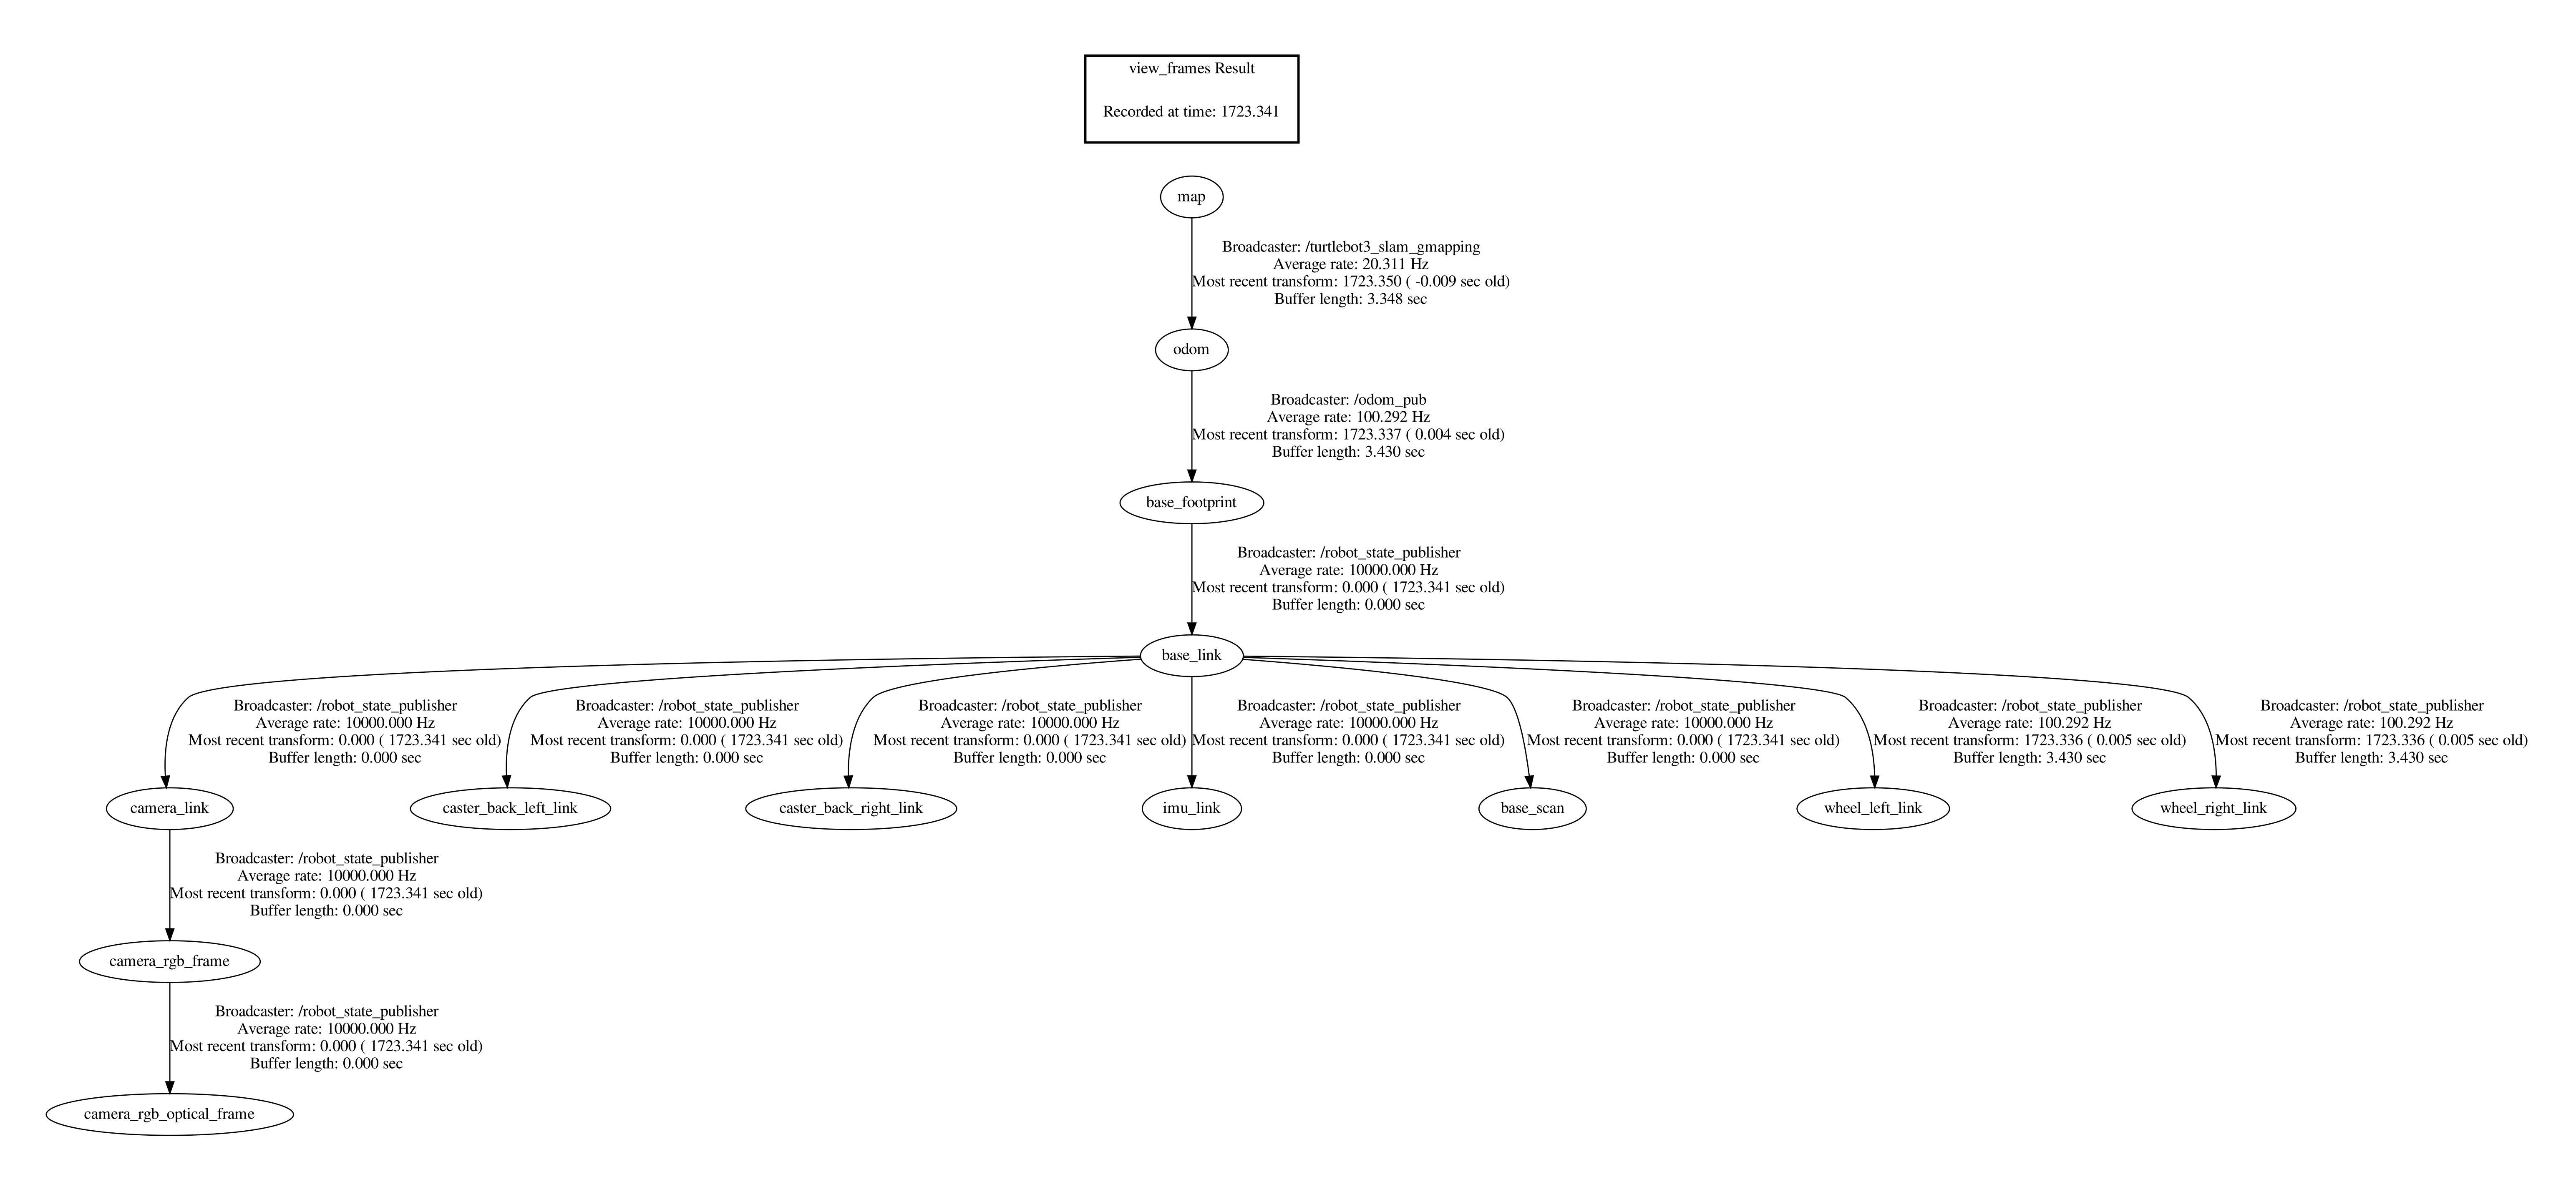 view_frames Result
Recorded at time: 1723.341
map
Broadcaster: /turtlebot3_slam_gmapping
Average rate: 20.311 Hz
Most recent transform: 1723.350 ( -0.009 sec old)
Buffer length: 3.348 sec
odom
Broadcaster: /odom_pub
Average rate: 100.292 Hz
Most recent transform: 1723.337 ( 0.004 sec old)
Buffer length: 3.430 sec
base_footprint
Broadcaster: /robot_state_publisher
Average rate: 10000.000 Hz
Most recent transform: 0.000 ( 1723.341 sec old)
Buffer length: 0.000 sec
base_link
Broadcaster: /robot_state_publisher
Average rate: 10000.000 Hz
Most recent transform: 0.000 ( 1723.341 sec old)
Buffer length: 0.000 sec
Broadcaster: /robot_state_publisher
Average rate: 10000.000 Hz
Most recent transform: 0.000 ( 1723.341 sec old)
Buffer length: 0.000 sec
Broadcaster: /robot_state_publisher
Average rate: 10000.000 Hz
Most recent transform: 0.000 ( 1723.341 sec old)
Buffer length: 0.000 sec
Broadcaster: /robot_state_publisher
Average rate: 10000.000 Hz
Most recent transform: 0.000 ( 1723.341 sec old)
Buffer length: 0.000 sec
Broadcaster: /robot_state_publisher
Average rate: 10000.000 Hz
Most recent transform: 0.000 ( 1723.341 sec old)
Buffer length: 0.000 sec
Broadcaster: /robot_state_publisher
Average rate: 100.292 Hz
Most recent transform: 1723.336 ( 0.005 sec old)
Buffer length: 3.430 sec
Broadcaster: /robot_state_publisher
Average rate: 100.292 Hz
Most recent transform: 1723.336 ( 0.005 sec old)
Buffer length: 3.430 sec
camera_link
caster_back_left_link
caster_back_right_link
imu_link
base_scan
wheel_left_link
wheel_right_link
Broadcaster: /robot_state_publisher
Average rate: 10000.000 Hz
Most recent transform: 0.000 ( 1723.341 sec old)
Buffer length: 0.000 sec
camera_rgb_frame
Broadcaster: /robot_state_publisher
Average rate: 10000.000 Hz
Most recent transform: 0.000 ( 1723.341 sec old)
Buffer length: 0.000 sec
camera_rgb_optical_frame